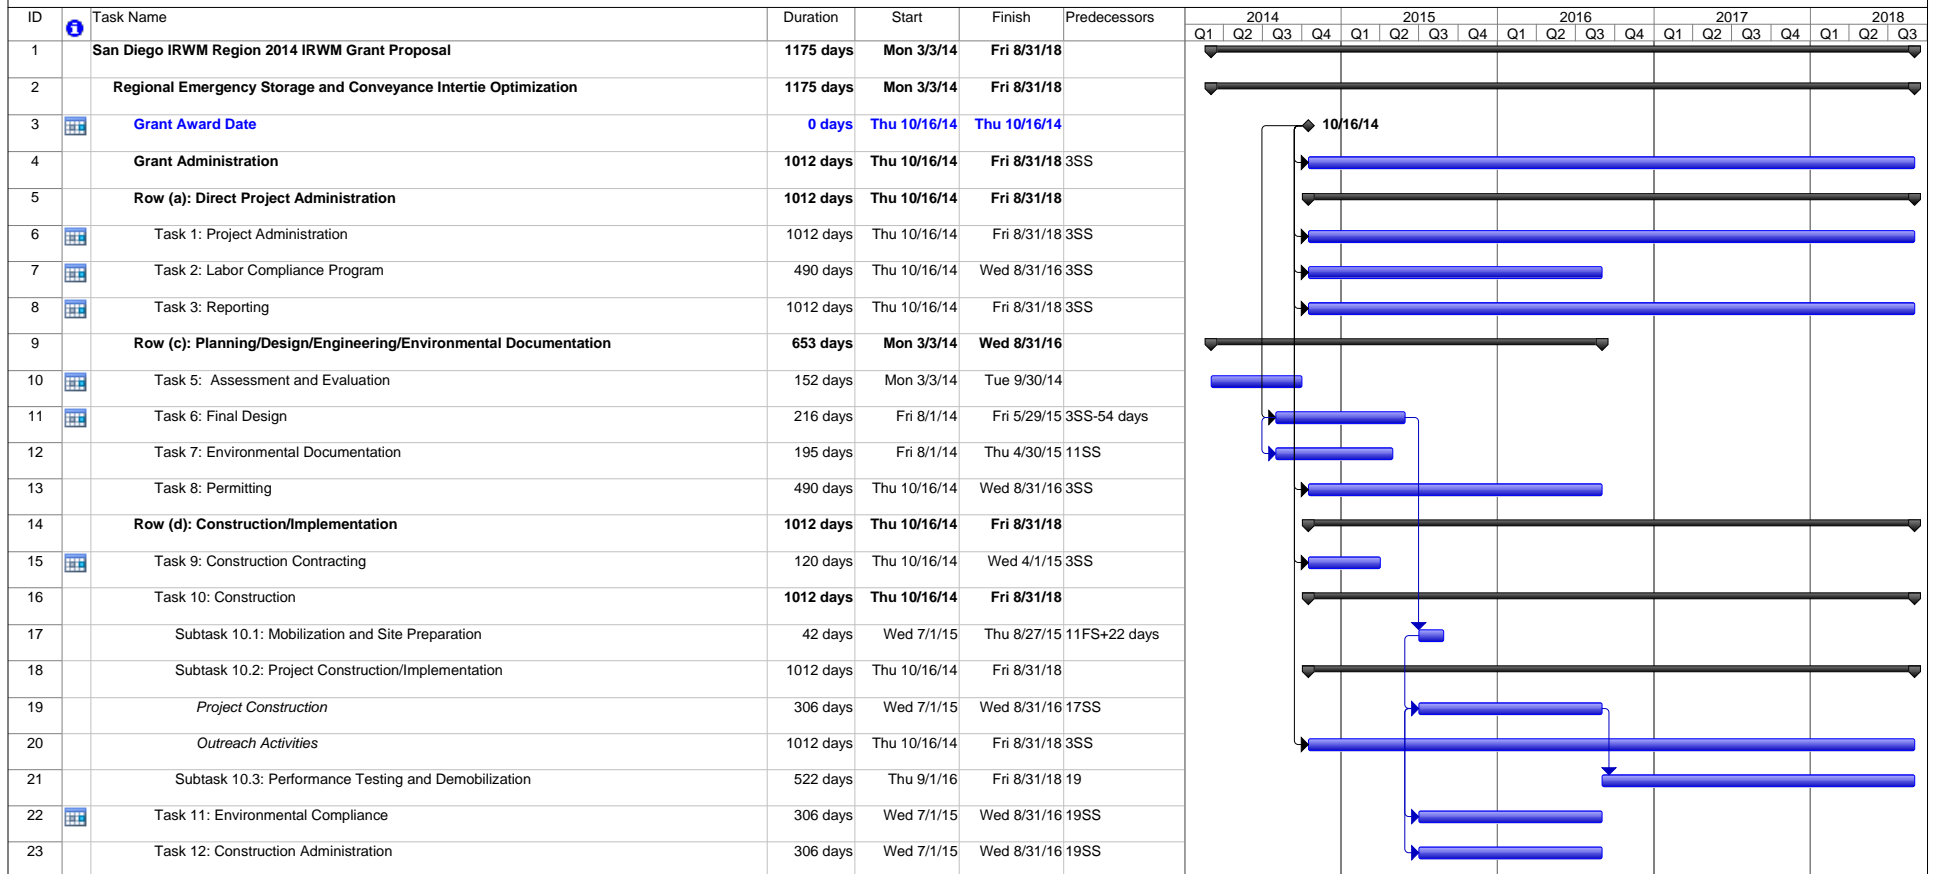 ID Task Name Duration Start Finish Predecessors 2014 2015 2016 2017 2018
Q1 Q2 Q3 Q4 Q1 Q2 Q3 Q4 Q1 Q2 Q3 Q4 Q1 Q2 Q3 Q4 Q1 Q2 Q3
1 San Diego IRWM Region 2014 IRWM Grant Proposal 1175 days Mon 3/3/14 Fri 8/31/18
2 Regional Emergency Storage and Conveyance Intertie Optimization 1175 days Mon 3/3/14 Fri 8/31/18
3 Grant Award Date 0 days Thu 10/16/14 Thu 10/16/14 10/16/14
4 Grant Administration 1012 days Thu 10/16/14 Fri 8/31/18 3SS
5 Row (a): Direct Project Administration 1012 days Thu 10/16/14 Fri 8/31/18
6 Task 1: Project Administration 1012 days Thu 10/16/14 Fri 8/31/18 3SS
7 Task 2: Labor Compliance Program 490 days Thu 10/16/14 Wed 8/31/16 3SS
8 Task 3: Reporting 1012 days Thu 10/16/14 Fri 8/31/18 3SS
9 Row (c): Planning/Design/Engineering/Environmental Documentation 653 days Mon 3/3/14 Wed 8/31/16
10 Task 5: Assessment and Evaluation 152 days Mon 3/3/14 Tue 9/30/14
11 Task 6: Final Design 216 days Fri 8/1/14 Fri 5/29/15 3SS-54 days
12 Task 7: Environmental Documentation 195 days Fri 8/1/14 Thu 4/30/15 11SS
13 Task 8: Permitting 490 days Thu 10/16/14 Wed 8/31/16 3SS
14 Row (d): Construction/Implementation 1012 days Thu 10/16/14 Fri 8/31/18
15 Task 9: Construction Contracting 120 days Thu 10/16/14 Wed 4/1/15 3SS
16 Task 10: Construction 1012 days Thu 10/16/14 Fri 8/31/18
17 Subtask 10.1: Mobilization and Site Preparation 42 days Wed 7/1/15 Thu 8/27/15 11FS+22 days
18 Subtask 10.2: Project Construction/Implementation 1012 days Thu 10/16/14 Fri 8/31/18
19 Project Construction 306 days Wed 7/1/15 Wed 8/31/16 17SS
20 Outreach Activities 1012 days Thu 10/16/14 Fri 8/31/18 3SS
21 Subtask 10.3: Performance Testing and Demobilization 522 days Thu 9/1/16 Fri 8/31/18 19
22 Task 11: Environmental Compliance 306 days Wed 7/1/15 Wed 8/31/16 19SS
23 Task 12: Construction Administration 306 days Wed 7/1/15 Wed 8/31/16 19SS